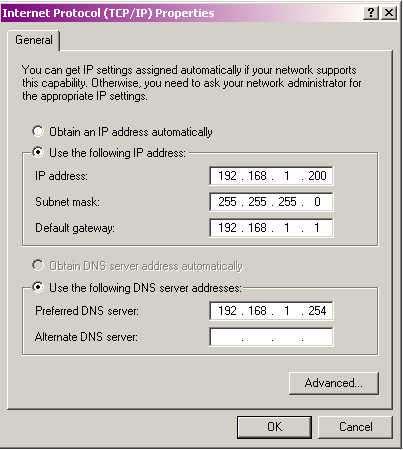 Internet Protocol (TCP/IP) Properties
General
You can get IP settings assigned automatically if your network supports
this capability. Otherwise, you need to ask your network administrator for
the appropriate IP settings.
Obtain an IP address automatically
Use the following IP address:
IP address: 192 . 168 . 1 . 200
Subnet mask: 255 . 255 . 255 . 0
Default gateway: 192 . 168 . 1 . 1
Obtain DNS server address automatically
Use the following DNS server addresses:
Preferred DNS server: 192 . 168 . 1 . 254
Alternate DNS server: . . .
Advanced...
OK Cancel